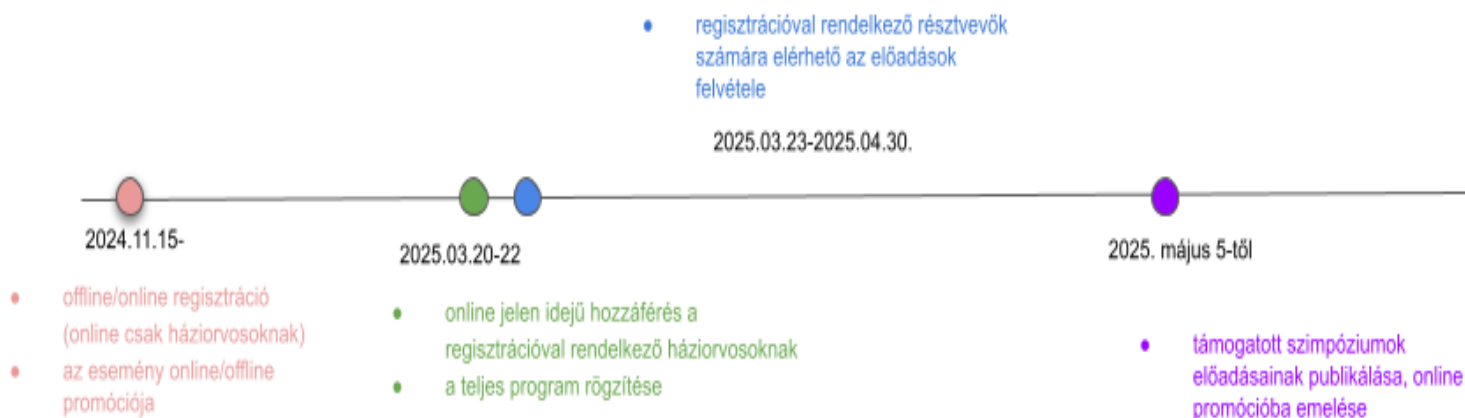 • regisztrációval rendelkező résztvevők
számára elérhető az előadások
felvétele
2025.03.23-2025.04.30.
2024.11.15-
• offline/online regisztráció
(online csak háziorvosoknak)
• az esemény online/offline
promóciója
2025.03.20-22
• online jelen idejű hozzáférés a
regisztrációval rendelkező háziorvosoknak
• a teljes program rögzítése
2025. május 5-től
• támogatott szimpóziumok
előadásainak publikálása, online
promócióba emelése